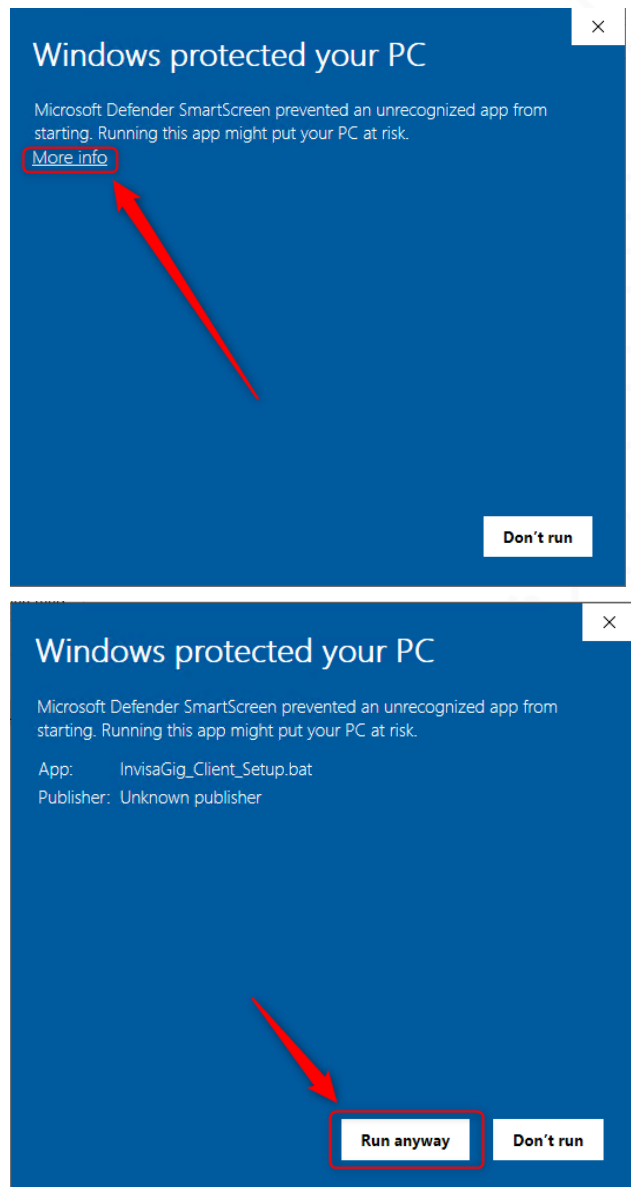 Windows protected your PC
Microsoft Defender SmartScreen prevented an unrecognized app from
starting. Running this app might put your PC at risk.
More info
Don't run
Windows protected your PC
Microsoft Defender SmartScreen prevented an unrecognized app from
starting. Running this app might put your PC at risk.
App: InvisaGig_Client_Setup.bat
Publisher: Unknown publisher
Run anyway Don't run